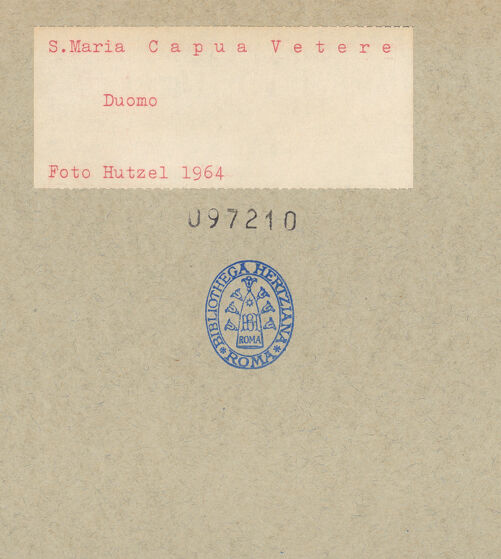 S.Maria Capua Vetere
Duomo
Foto Hutzel 1964
097210
BIBLIOTHECA HERTZIANA
ROMA
* ROMA *